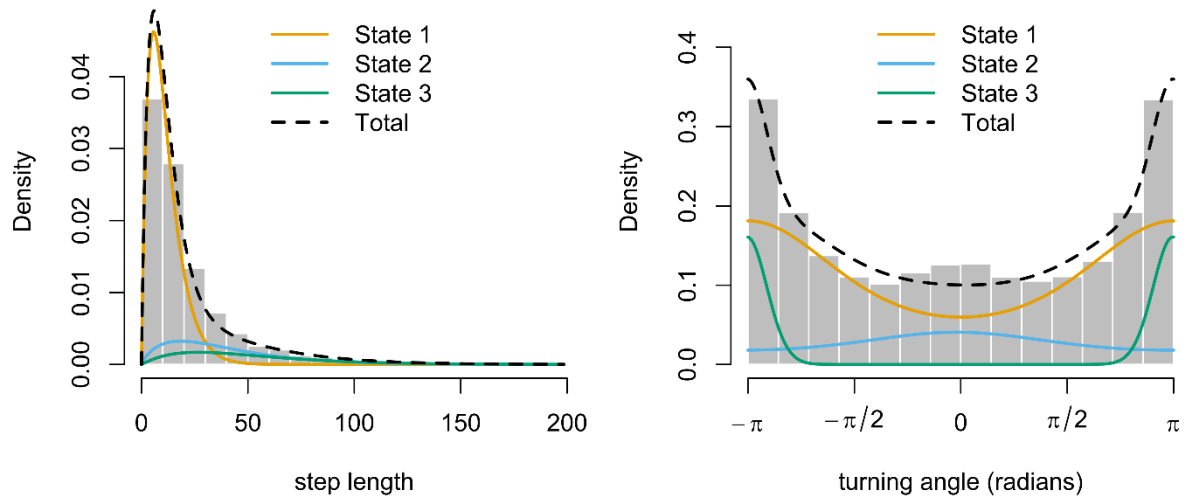 State 1
State 2
State 3
Total
Density
0.00
0.01
0.02
0.03
0.04
0
50
100
150
200
step length
State 1
State 2
State 3
Total
Density
0.0
0.1
0.2
0.3
0.4
−π
−π/2
0
π/2
π
turning angle (radians)